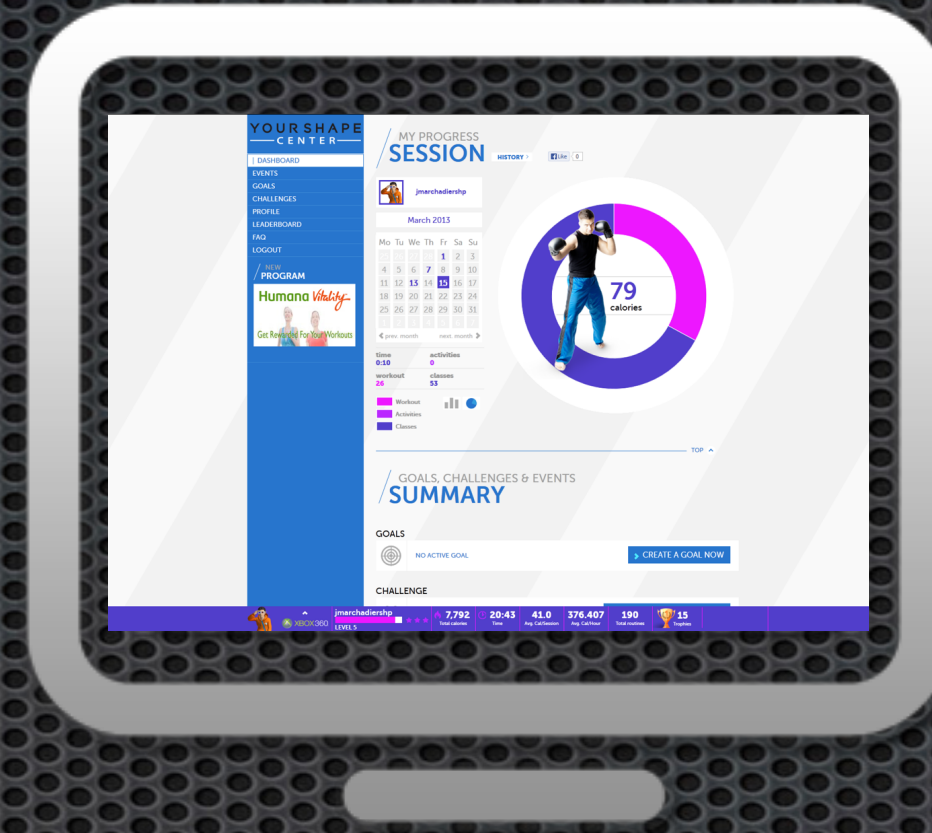 YOUR SHAPE
CENTER
| DASHBOARD
EVENTS
GOALS
CHALLENGES
PROFILE
LEADERBOARD
FAQ
LOGOUT
NEW
PROGRAM
Humana Vitality
Get Rewarded For Your Workouts
MY PROGRESS
SESSION
HISTORY
Like 0
jmarchadiershp
March 2013
Mo Tu We Th Fr Sa Su
1 2 3
4 5 6 7 8 9 10
11 12 13 14 15 16 17
18 19 20 21 22 23 24
25 26 27 28 29 30 31
prev month next month
time activities
0:10 0
workout classes
26 53
Workout
Activities
Classes
79
calories
TOP
GOALS, CHALLENGES & EVENTS
SUMMARY
GOALS
NO ACTIVE GOAL
CREATE A GOAL NOW
CHALLENGE
XBOX360
jmarchadiershp
LEVEL 5
7,792
Total calories
20:43
Time
41.0
Avg. Cal/Session
376.407
Avg. Cal/Hour
190
Total routines
15
Trophies